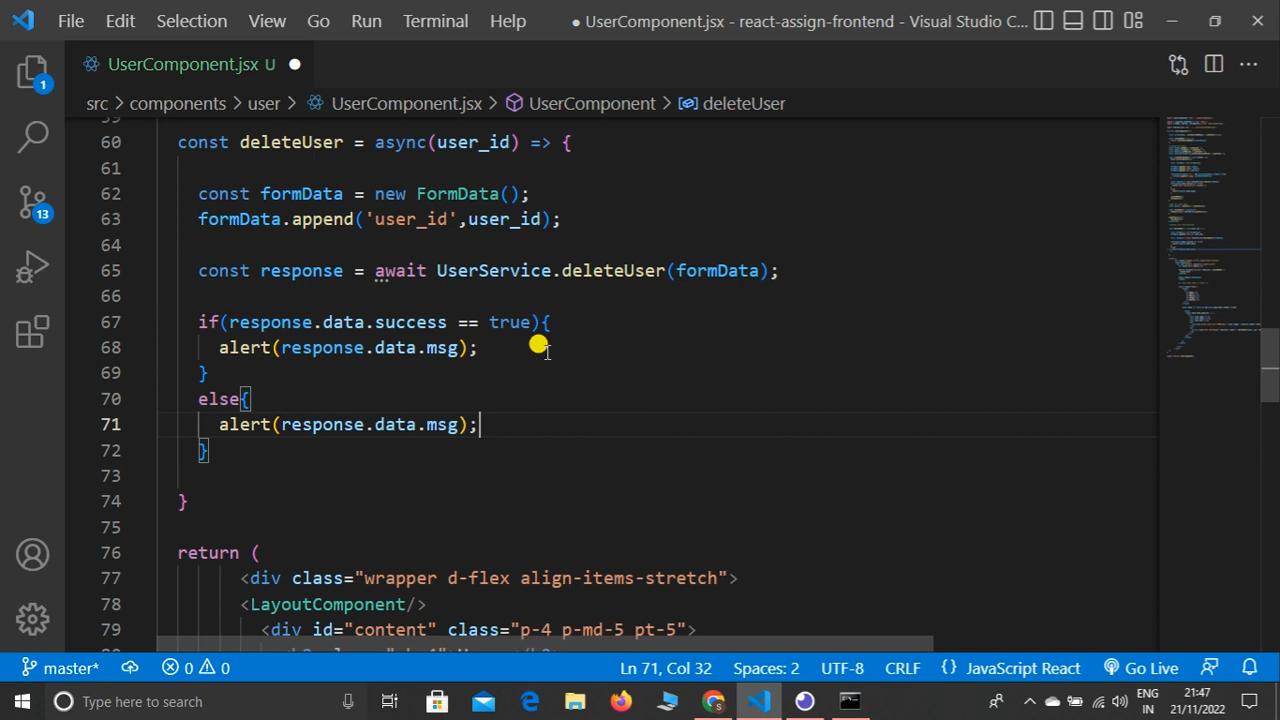 File Edit Selection View Go Run Terminal Help ● UserComponent.jsx - react-assign-frontend - Visual Studio C...
1
UserComponent.jsx U
src > components > user > UserComponent.jsx > UserComponent > deleteUser
59
60 const deleteUser = async(user_id) => {
61
62 const formData = new FormData();
63 formData.append('user_id',user_id);
64
13
65 const response = await UserService.deleteUser(formData);
66
67 if(response.data.success == true){
68 alert(response.data.msg);
69 }
70 else{
71 alert(response.data.msg);
72 }
73
74 }
75
76 return (
77 <div class="wrapper d-flex align-items-stretch">
78 <LayoutComponent/>
79 <div id="content" class="p-4 p-md-5 pt-5">
master* 0 0 Ln 71, Col 32 Spaces: 2 UTF-8 CRLF {} JavaScript React Go Live
Type here to search
ENG
IN
21:47
21/11/2022